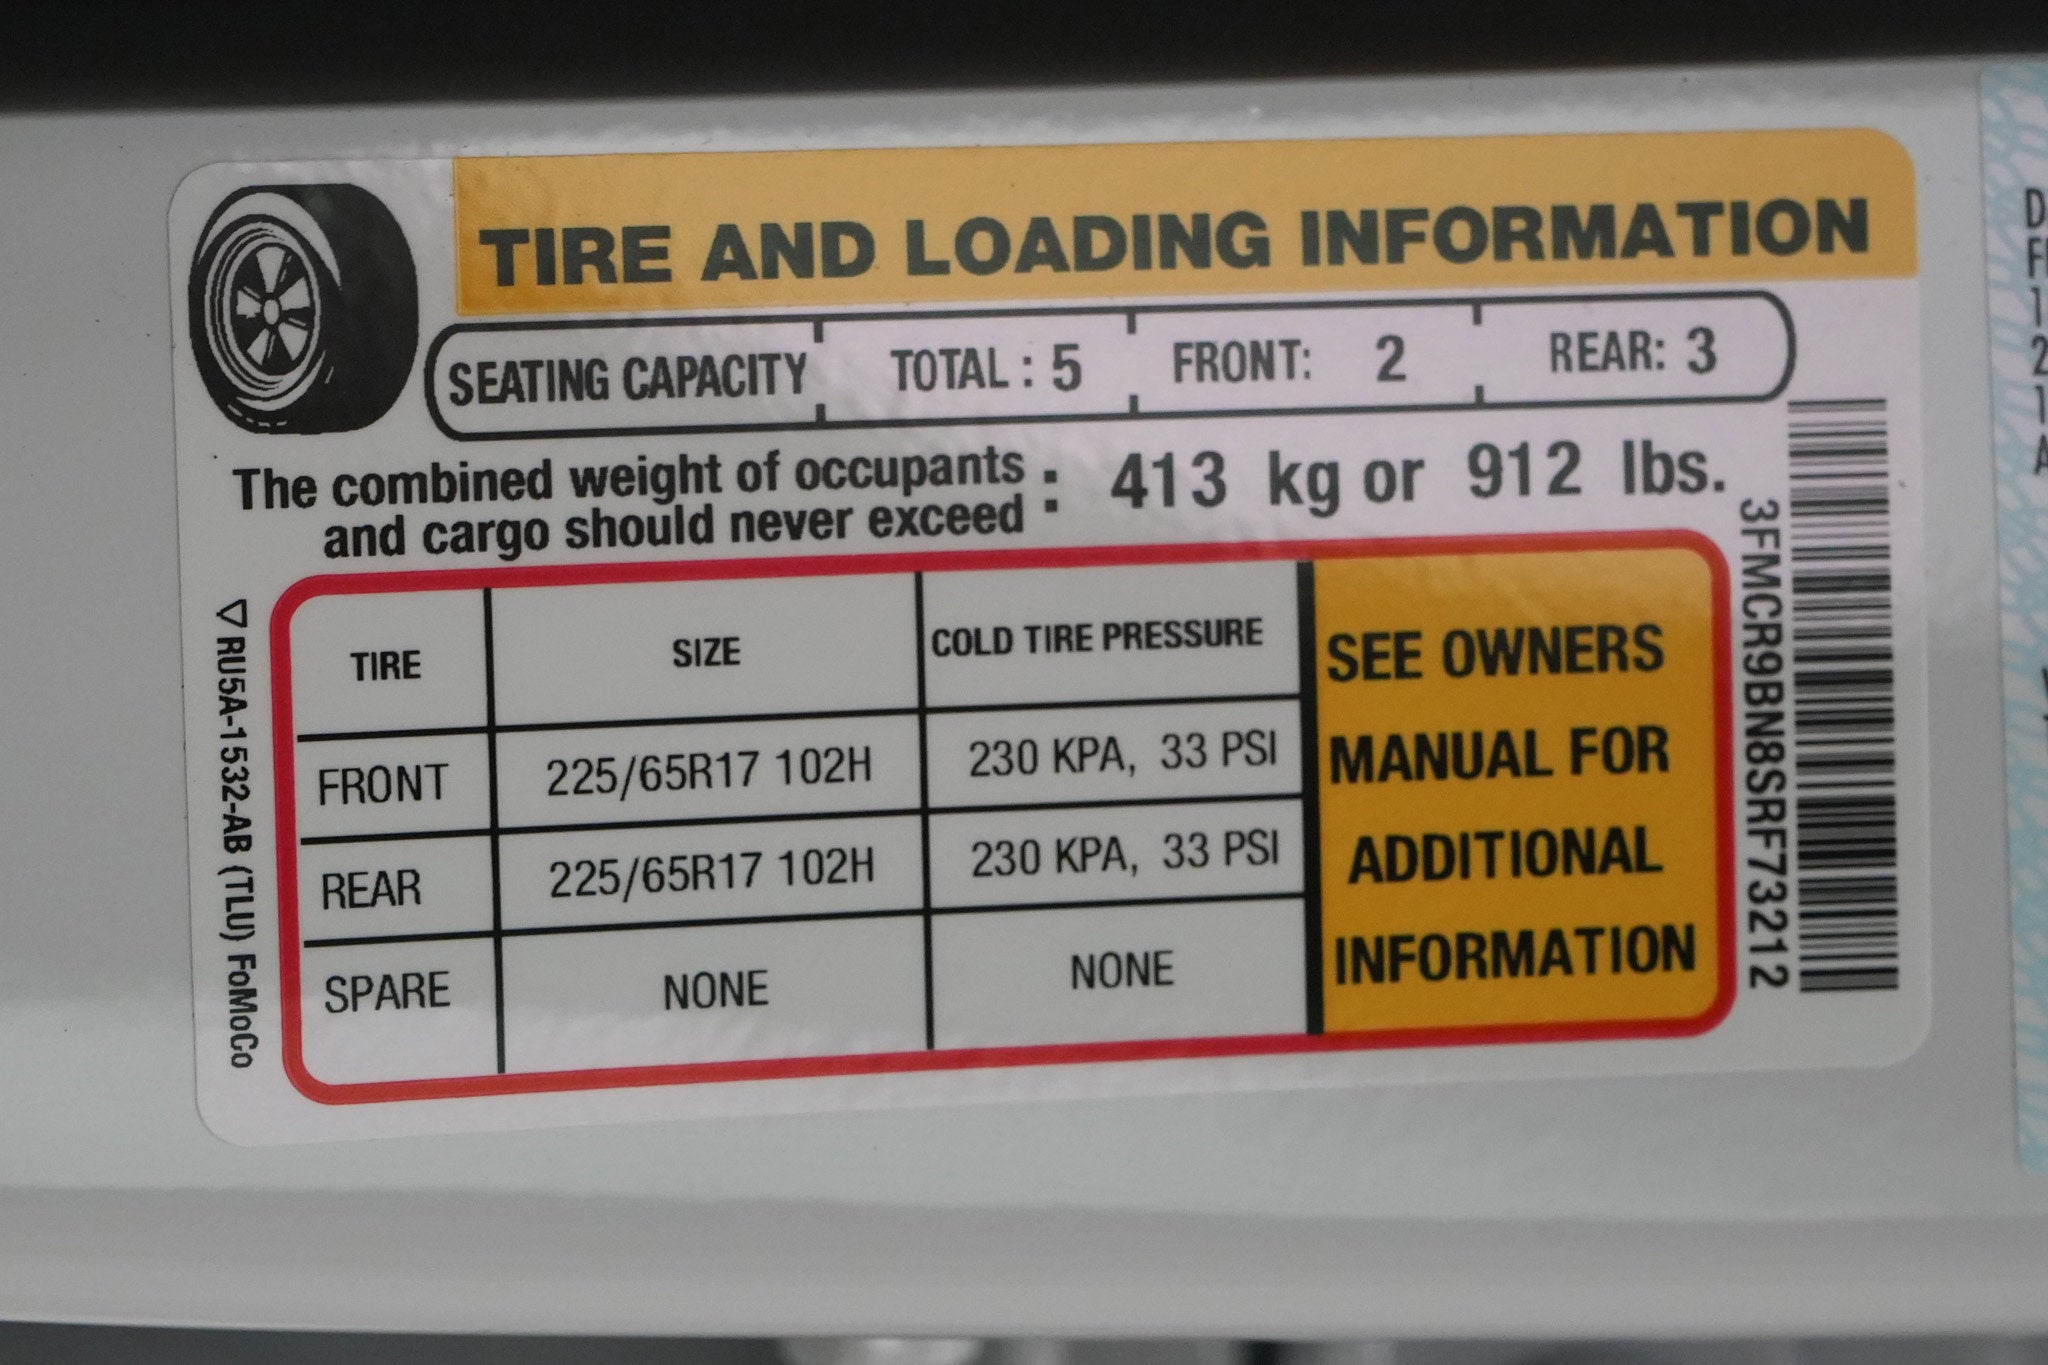 TIRE AND LOADING INFORMATION
SEATING CAPACITY TOTAL : 5 FRONT: 2 REAR: 3
The combined weight of occupants
and cargo should never exceed : 413 kg or 912 lbs.
TIRE SIZE COLD TIRE PRESSURE
FRONT 225/65R17 102H 230 KPA, 33 PSI
REAR 225/65R17 102H 230 KPA, 33 PSI
SPARE NONE NONE
SEE OWNERS
MANUAL FOR
ADDITIONAL
INFORMATION
RU5A-1532-AB (TLU) FoMoCo
3FMCR9BN8SRF73212